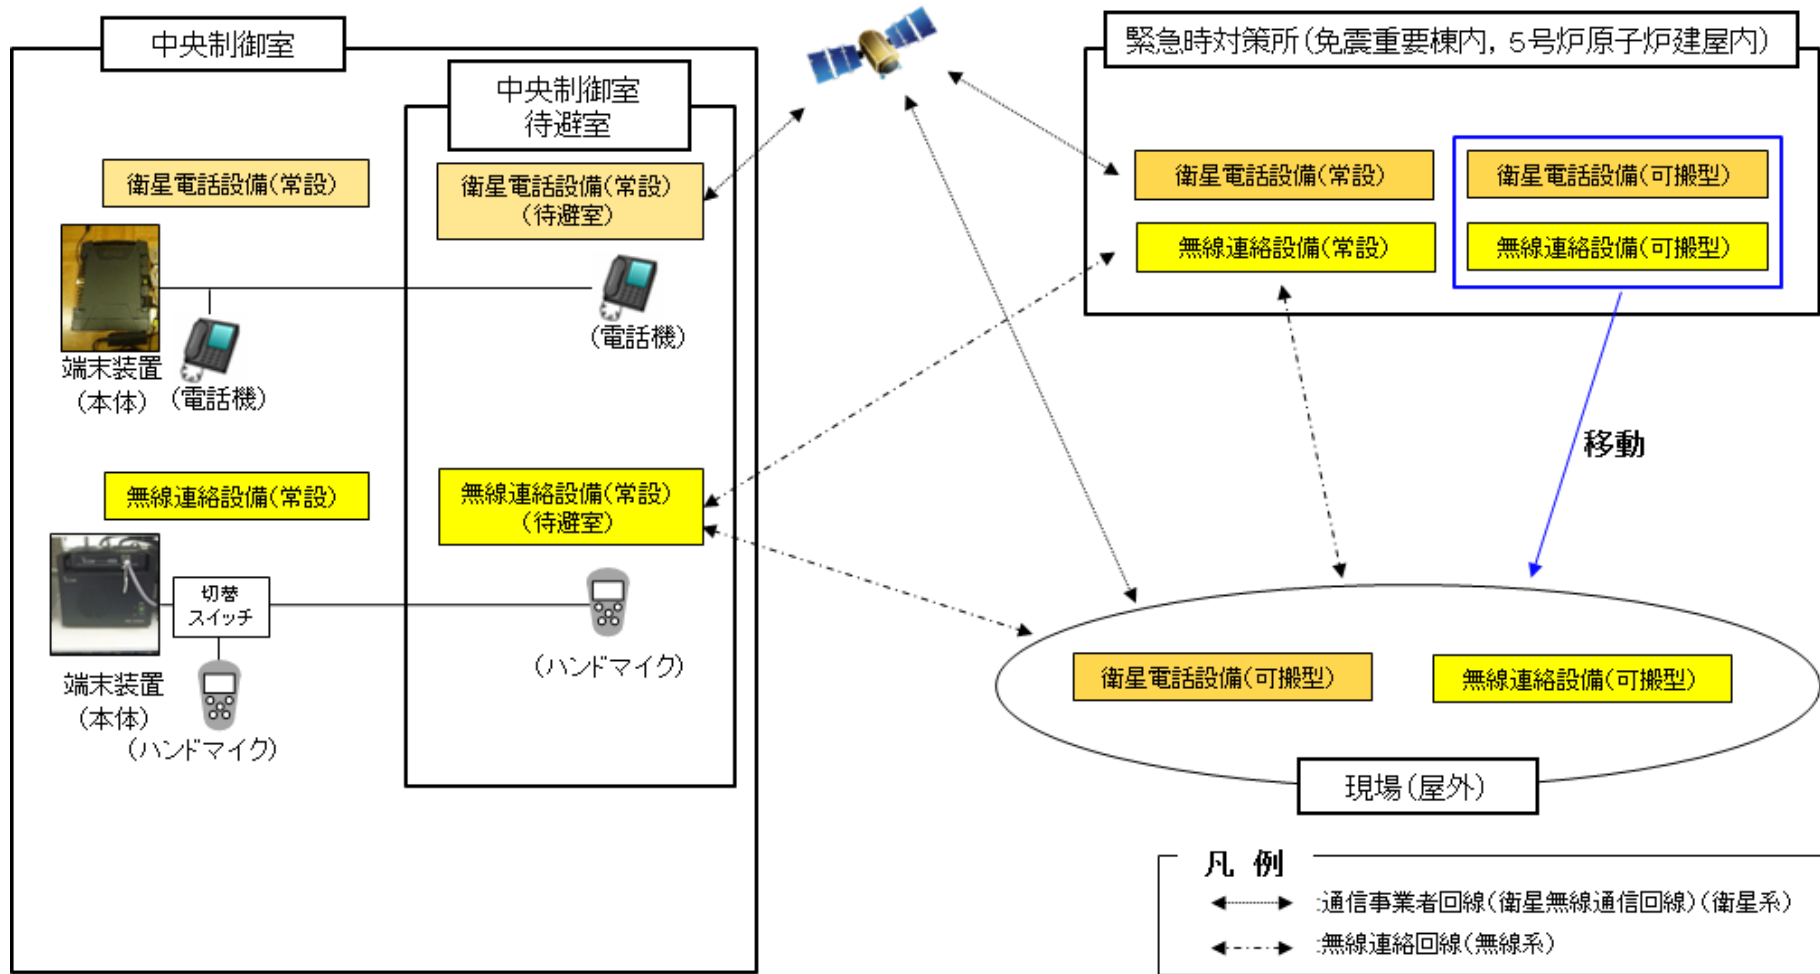 中央制御室
中央制御室
待避室
衛星電話設備(常設)
衛星電話設備(常設)
(待避室)
端末装置
(本体)
(電話機)
(電話機)
無線連絡設備(常設)
無線連絡設備(常設)
(待避室)
切替
スイッチ
端末装置
(本体)
(ハンドマイク)
(ハンドマイク)
緊急時対策所(免震重要棟内,5号炉原子炉建屋内)
衛星電話設備(常設)
衛星電話設備(可搬型)
無線連絡設備(常設)
無線連絡設備(可搬型)
移動
衛星電話設備(可搬型)
無線連絡設備(可搬型)
現場(屋外)
凡 例
:通信事業者回線(衛星無線通信回線)(衛星系)
:無線連絡回線(無線系)